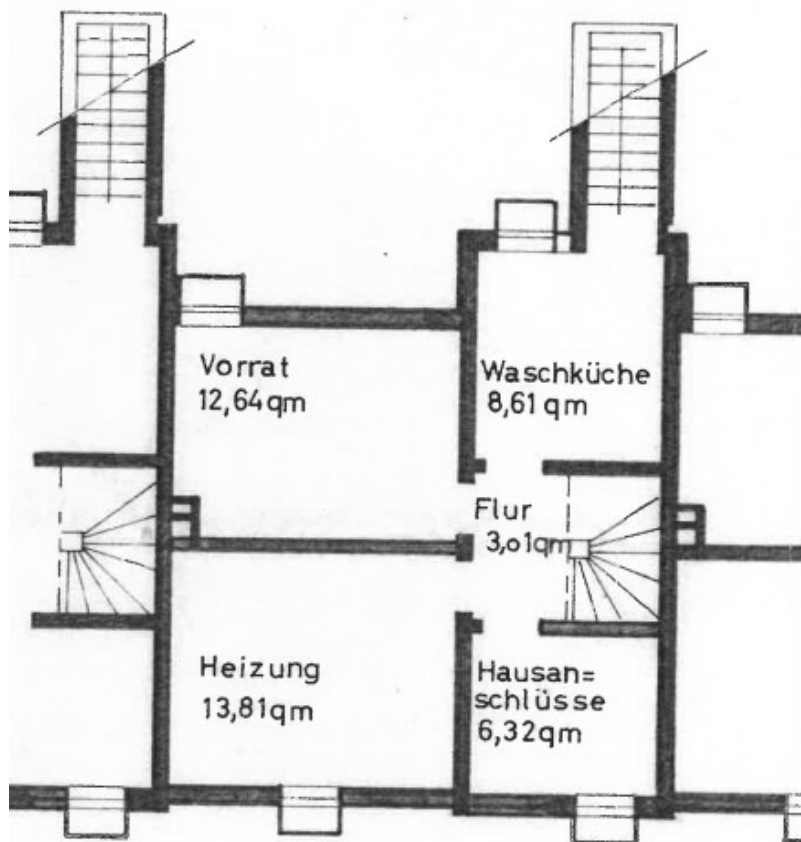 Vorrat
12,64qm
Waschküche
8,61qm
Flur
3,01qm
Heizung
13,81qm
Hausan=
schlüsse
6,32qm